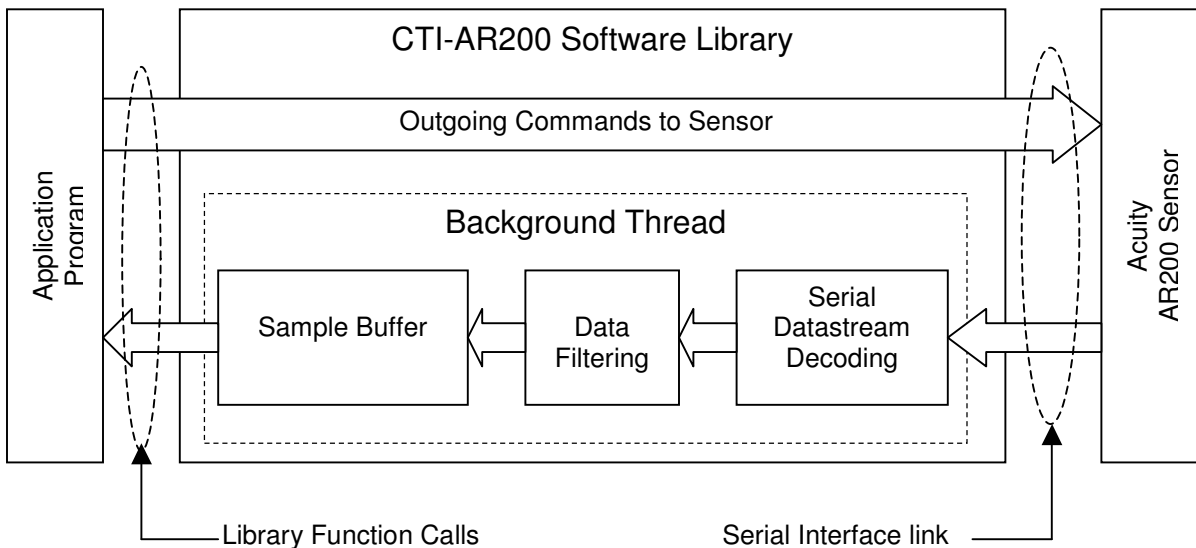 CTI-AR200 Software Library
Outgoing Commands to Sensor
Application
Program
Background Thread
Sample Buffer
Data
Filtering
Serial
Datastream
Decoding
Acuity
AR200 Sensor
Library Function Calls
Serial Interface link